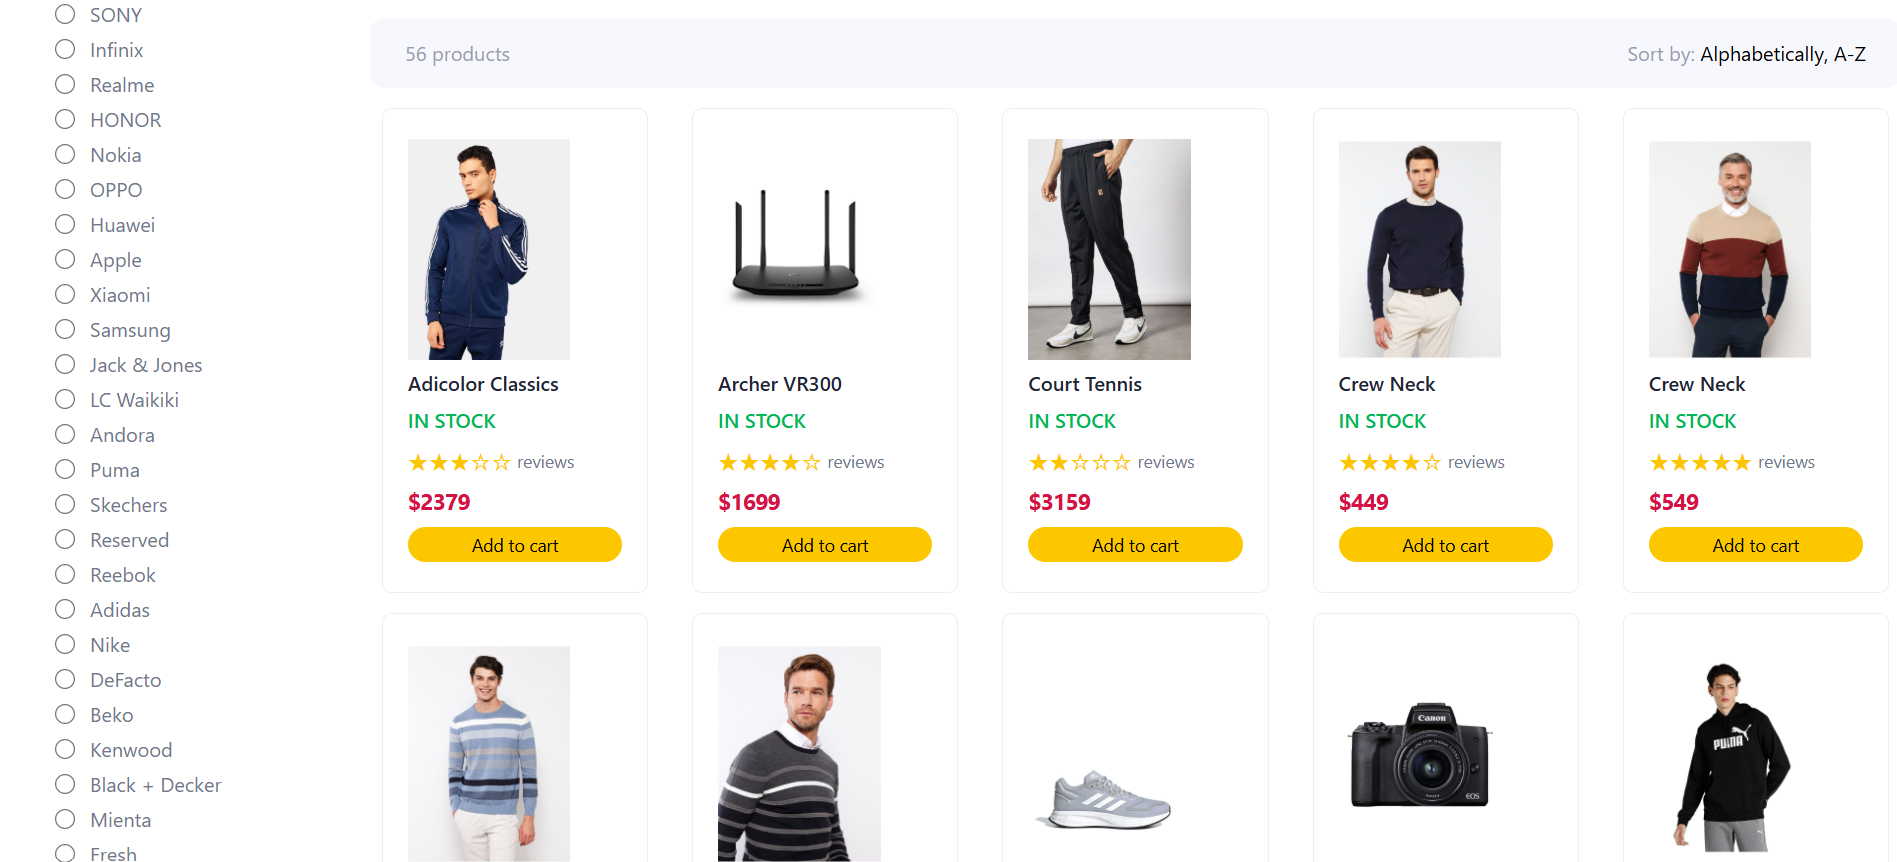 SONY
Infinix
Realme
HONOR
Nokia
OPPO
Huawei
Apple
Xiaomi
Samsung
Jack & Jones
LC Waikiki
Andora
Puma
Skechers
Reserved
Reebok
Adidas
Nike
DeFacto
Beko
Kenwood
Black + Decker
Mienta
Fresh
56 products
Sort by: Alphabetically, A-Z
Adicolor Classics
IN STOCK
reviews
$2379
Add to cart
Archer VR300
IN STOCK
reviews
$1699
Add to cart
Court Tennis
IN STOCK
reviews
$3159
Add to cart
Crew Neck
IN STOCK
reviews
$449
Add to cart
Crew Neck
IN STOCK
reviews
$549
Add to cart
Canon
EOS
PUMA